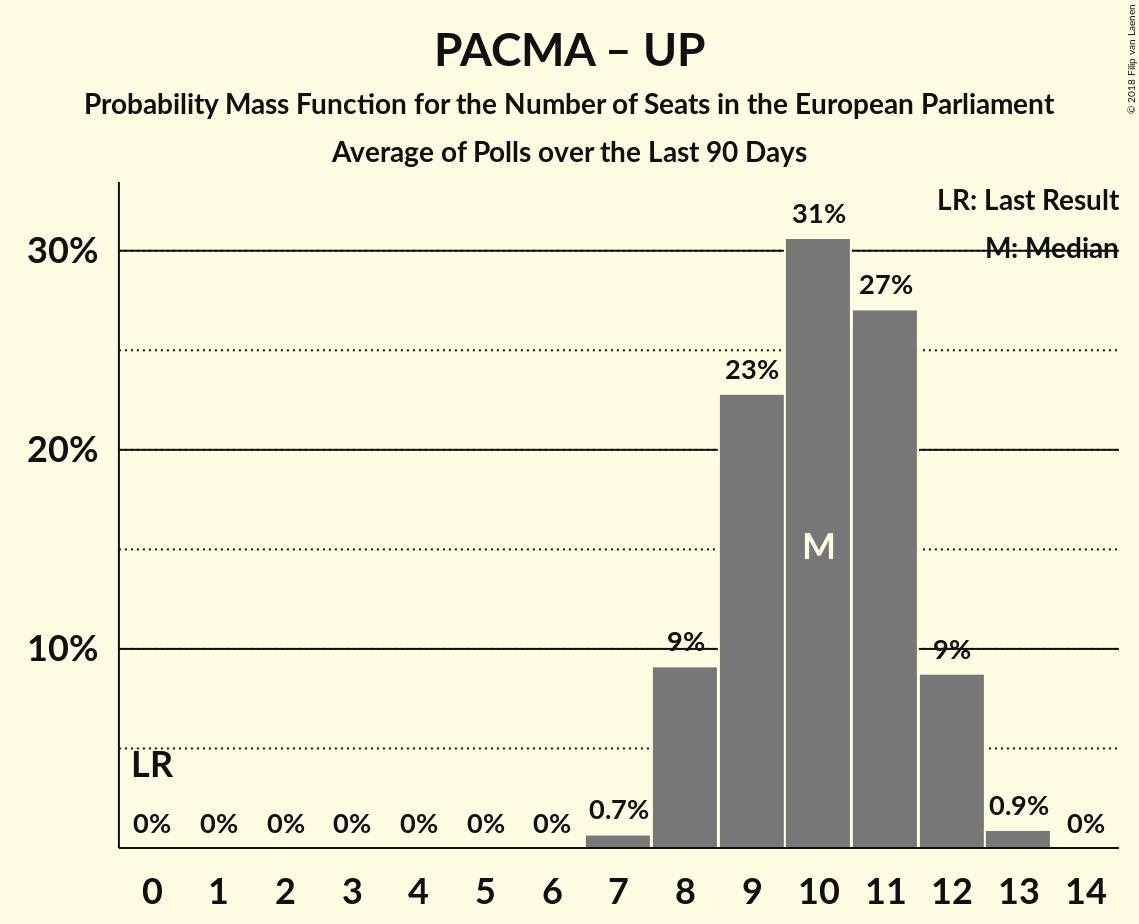 PACMA – UP
Probability Mass Function for the Number of Seats in the European Parliament
Average of Polls over the Last 90 Days
© 2018 Filip van Laenen
LR: Last Result
M: Median
30%
20%
10%
31%
27%
23%
9%
9%
M
LR
0%
0%
0%
0%
0%
0%
0%
0.7%
0.9%
0%
0 1 2 3 4 5 6 7 8 9 10 11 12 13 14